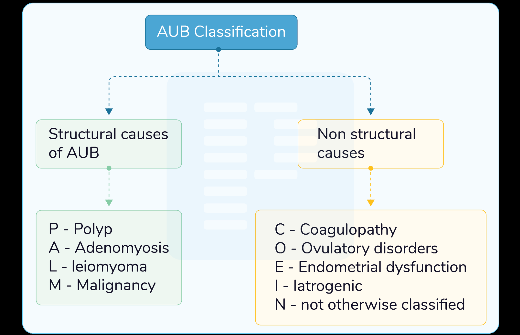 AUB Classification
Structural causes
of AUB
Non structural
causes
P - Polyp
A - Adenomyosis
L - leiomyoma
M - Malignancy
C - Coagulopathy
O - Ovulatory disorders
E - Endometrial dysfunction
I - Iatrogenic
N - not otherwise classified